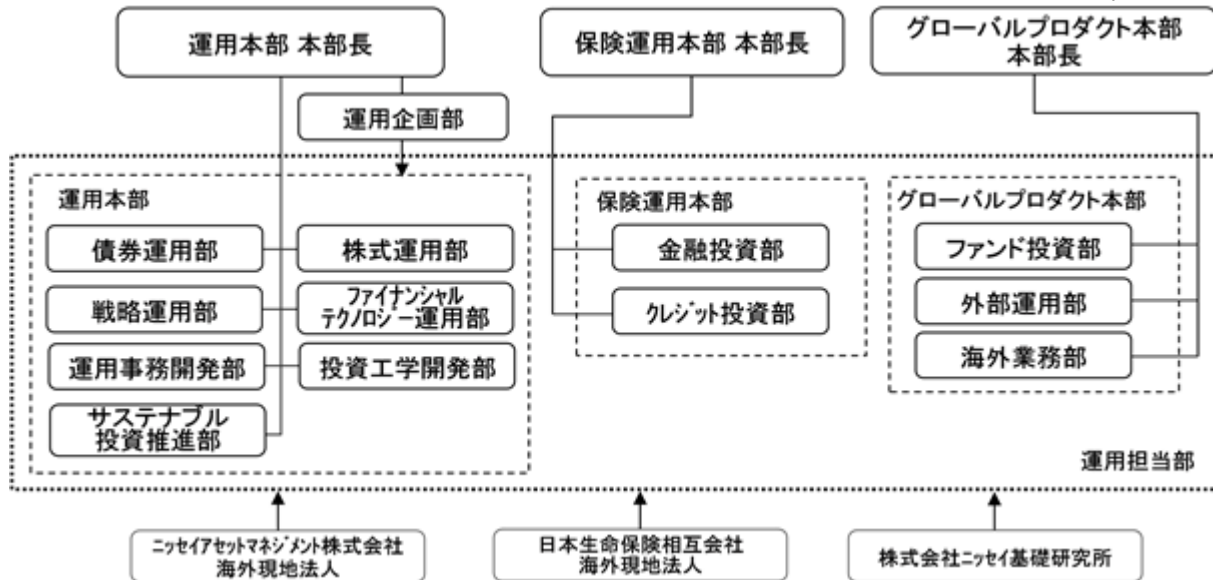 運用本部 本部長
保険運用本部 本部長
グローバルプロダクト本部
本部長
運用企画部
運用本部
債券運用部
株式運用部
戦略運用部
ファイナンシャル
テクノロジー運用部
運用事務開発部
投資工学開発部
サステナブル
投資推進部
保険運用本部
金融投資部
クレジット投資部
グローバルプロダクト本部
ファンド投資部
外部運用部
海外業務部
運用担当部
ニッセイアセットマネジメント株式会社
海外現地法人
日本生命保険相互会社
海外現地法人
株式会社ニッセイ基礎研究所